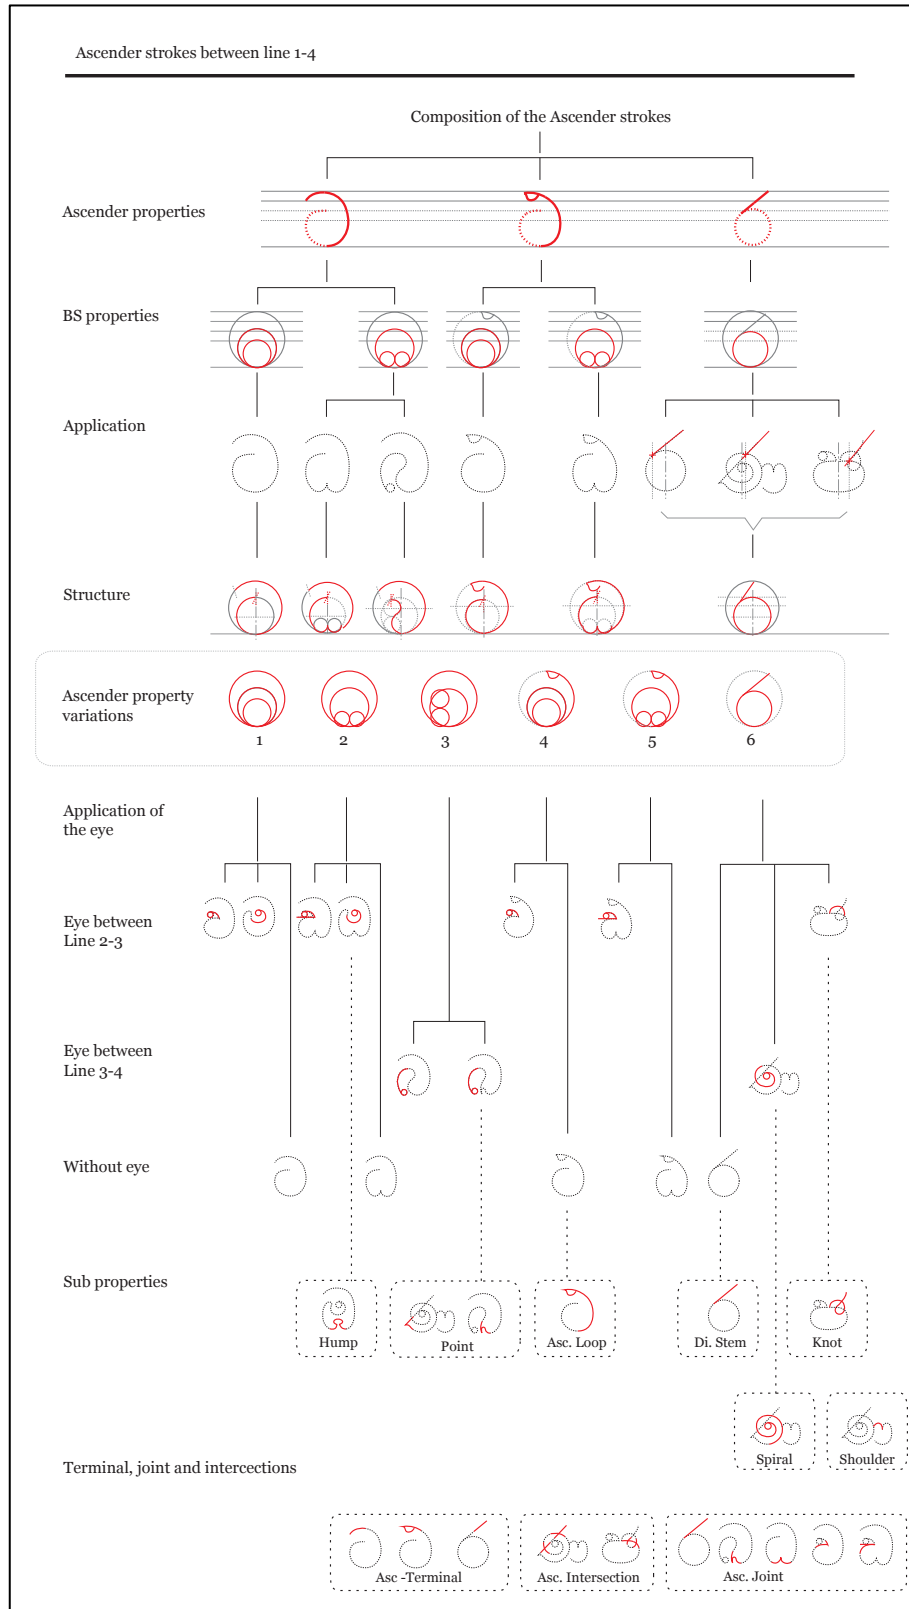 Ascender strokes between line 1-4
Composition of the Ascender strokes
Ascender properties
BS properties
Application
Structure
Ascender property
variations
1 2 3 4 5 6
Application of
the eye
Eye between
Line 2-3
Eye between
Line 3-4
Without eye
Sub properties
Hump Point Asc. Loop Di. Stem Knot
Spiral Shoulder
Terminal, joint and intercections
Asc -Terminal Asc. Intersection Asc. Joint